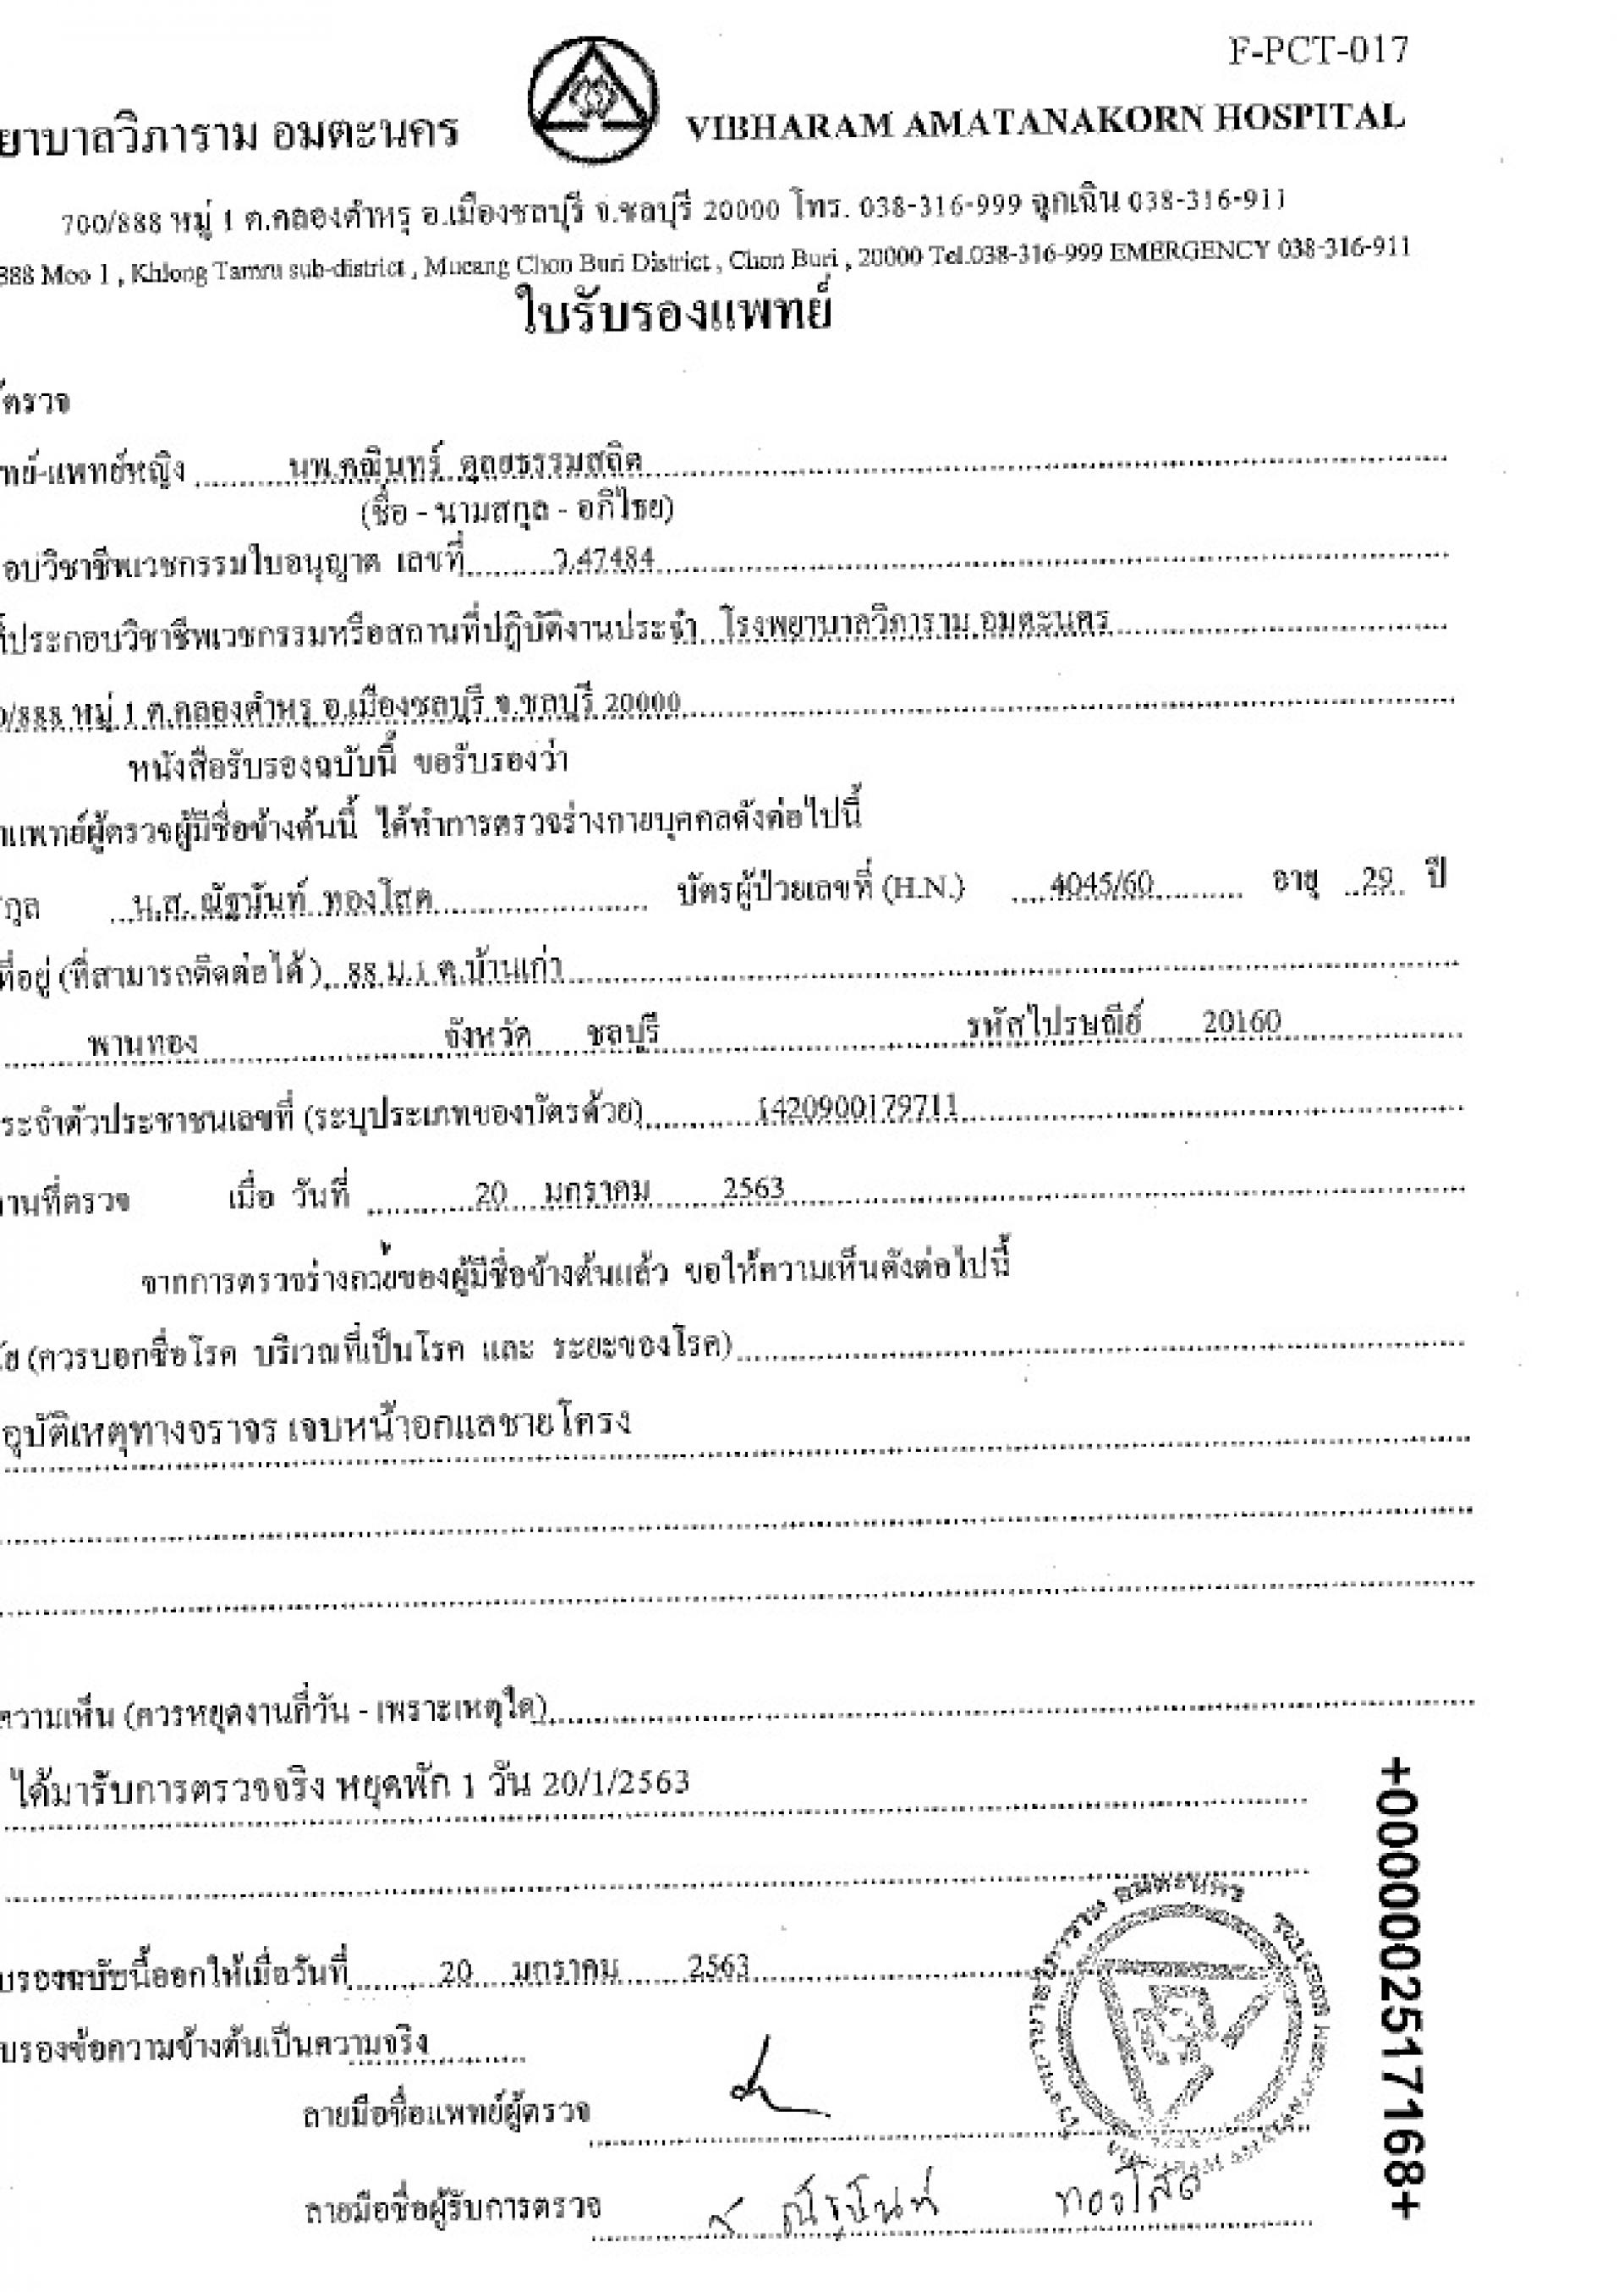 F-PCT-017
ยาบาลวิภาราม อมตะนคร VIBHARAM AMATANAKORN HOSPITAL
700/888 หมู่ 1 ต.คลองตำหรุ อ.เมืองชลบุรี จ.ชลบุรี 20000 โทร. 038-316-999 ฉุกเฉิน 038-316-911
888 Moo 1 , Khlong Tamru sub-district , Mueang Chon Buri District , Chon Buri , 20000 Tel.038-316-999 EMERGENCY 038-316-911
ใบรับรองแพทย์
ตรวจ
ทย์-แพทย์หญิง นพ.คณินทร์ ดุลยธรรมสถิต
(ชื่อ - นามสกุล - อภิไธย)
อบวิชาชีพเวชกรรมใบอนุญาต เลขที่ ว.47484
ที่ประกอบวิชาชีพเวชกรรมหรือสถานที่ปฏิบัติงานประจำ โรงพยาบาลวิภาราม อมตะนคร
0/888 หมู่ 1 ต.คลองตำหรุ อ.เมืองชลบุรี จ.ชลบุรี 20000
หนังสือรับรองฉบับนี้ ขอรับรองว่า
าแพทย์ผู้ตรวจผู้มีชื่อข้างต้นนี้ ได้ทำการตรวจร่างกายบุคคลดังต่อไปนี้
กุล น.ส. ณัฐนันท์ ทองโสด บัตรผู้ป่วยเลขที่ (H.N.) 4045/60 อายุ 29 ปี
ที่อยู่ (ที่สามารถติดต่อได้) 88 ม.1 ต.บ้านเก่า
พานทอง จังหวัด ชลบุรี รหัสไปรษณีย์ 20160
ระจำตัวประชาชนเลขที่ (ระบุประเภทของบัตรด้วย) 1420900179711
านที่ตรวจ เมื่อ วันที่ 20 มกราคม 2563
จากการตรวจร่างกายของผู้มีชื่อข้างต้นแล้ว ขอให้ความเห็นดังต่อไปนี้
ัย (ควรบอกชื่อโรค บริเวณที่เป็นโรค และ ระยะของโรค)
อุบัติเหตุทางจราจร เจบหน้าอกแลชายโครง
ความเห็น (ควรหยุดงานกี่วัน - เพราะเหตุใด)
ได้มารับการตรวจจริง หยุดพัก 1 วัน 20/1/2563
บรองฉบับนี้ออกให้เมื่อวันที่ 20 มกราคม 2563
บรองข้อความข้างต้นเป็นความจริง
ลายมือชื่อแพทย์ผู้ตรวจ
ลายมือชื่อผู้รับการตรวจ ณัฐนันท์ ทองโสด
+0000002517168+